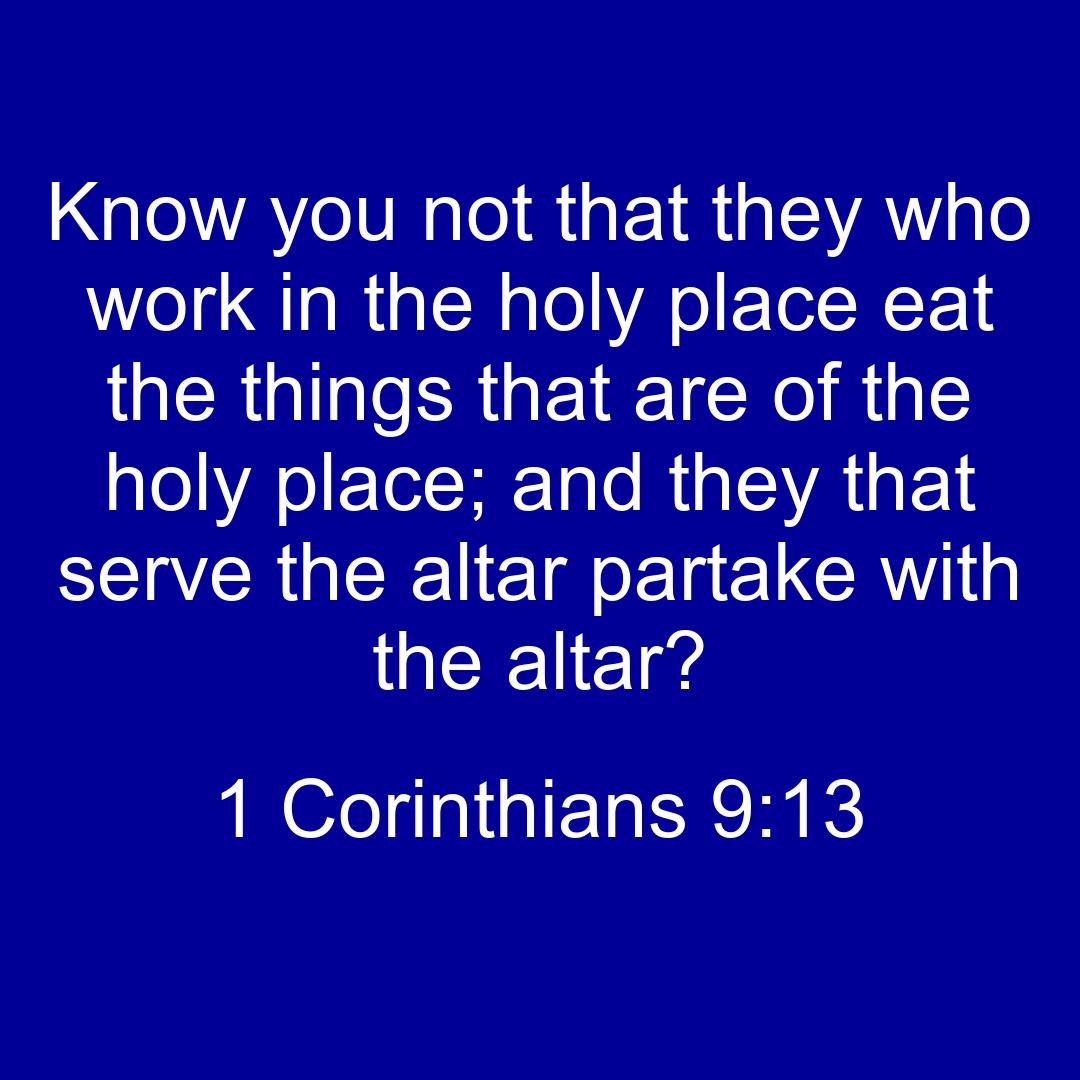 Know you not that they who
work in the holy place eat
the things that are of the
holy place; and they that
serve the altar partake with
the altar?
1 Corinthians 9:13